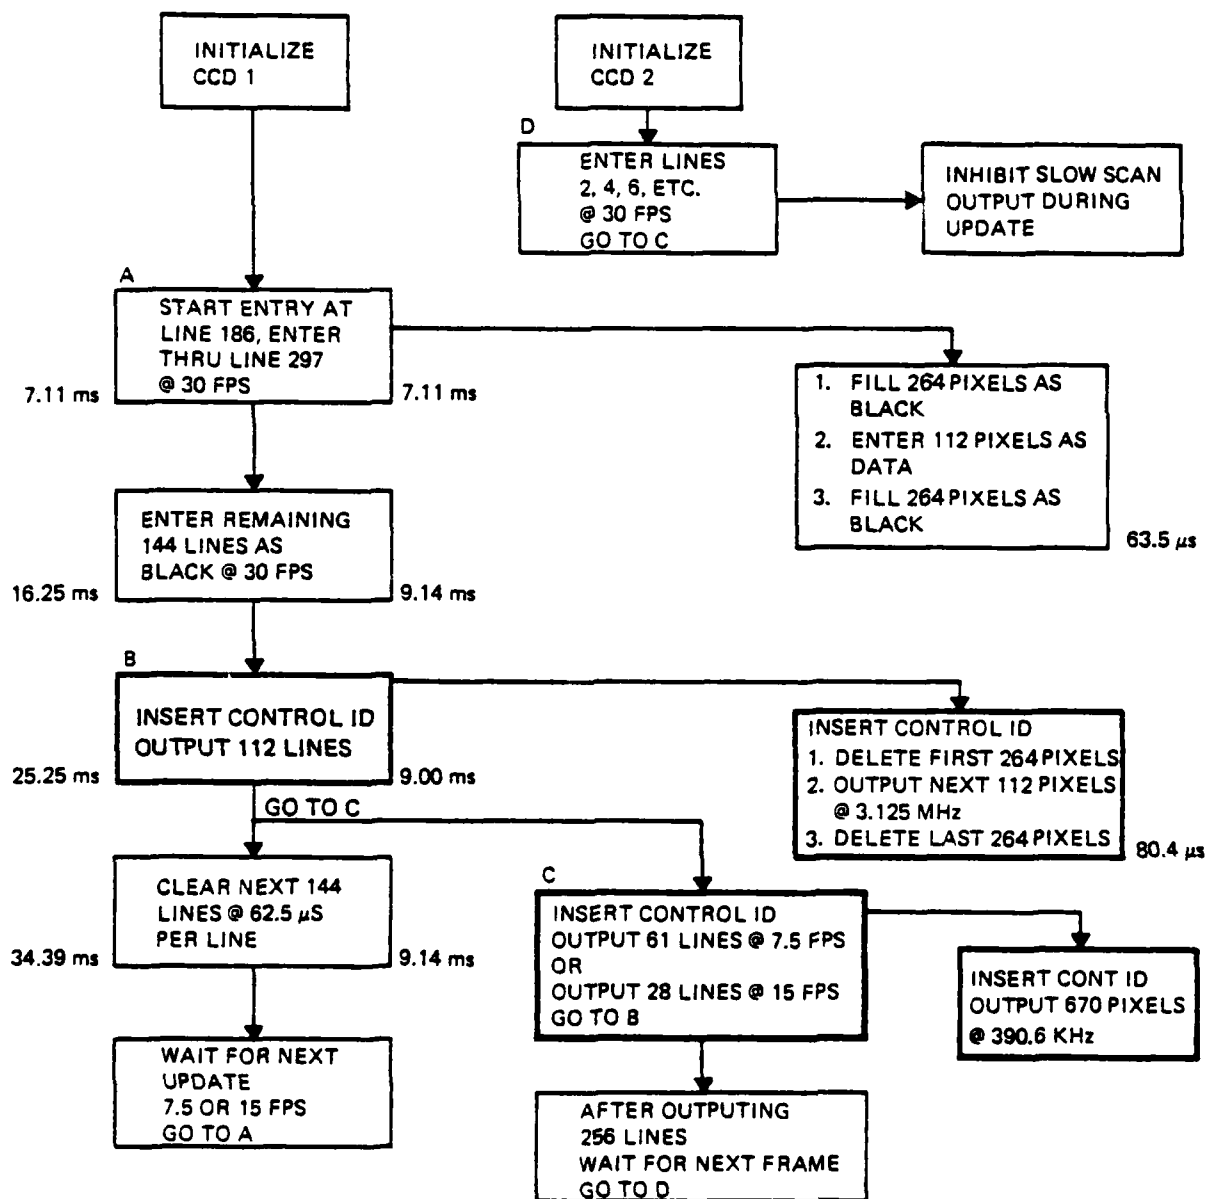 INITIALIZE
CCD 1
INITIALIZE
CCD 2
D
ENTER LINES
2, 4, 6, ETC.
@ 30 FPS
GO TO C
INHIBIT SLOW SCAN
OUTPUT DURING
UPDATE
A
START ENTRY AT
LINE 186, ENTER
THRU LINE 297
@ 30 FPS
7.11 ms
7.11 ms
1. FILL 264 PIXELS AS
BLACK
2. ENTER 112 PIXELS AS
DATA
3. FILL 264 PIXELS AS
BLACK
63.5 µs
ENTER REMAINING
144 LINES AS
BLACK @ 30 FPS
16.25 ms
9.14 ms
B
INSERT CONTROL ID
OUTPUT 112 LINES
25.25 ms
9.00 ms
INSERT CONTROL ID
1. DELETE FIRST 264 PIXELS
2. OUTPUT NEXT 112 PIXELS
@ 3.125 MHz
3. DELETE LAST 264 PIXELS
80.4 µs
GO TO C
CLEAR NEXT 144
LINES @ 62.5 µS
PER LINE
34.39 ms
9.14 ms
C
INSERT CONTROL ID
OUTPUT 61 LINES @ 7.5 FPS
OR
OUTPUT 28 LINES @ 15 FPS
GO TO B
INSERT CONT ID
OUTPUT 670 PIXELS
@ 390.6 KHz
WAIT FOR NEXT
UPDATE
7.5 OR 15 FPS
GO TO A
AFTER OUTPUTING
256 LINES
WAIT FOR NEXT FRAME
GO TO D